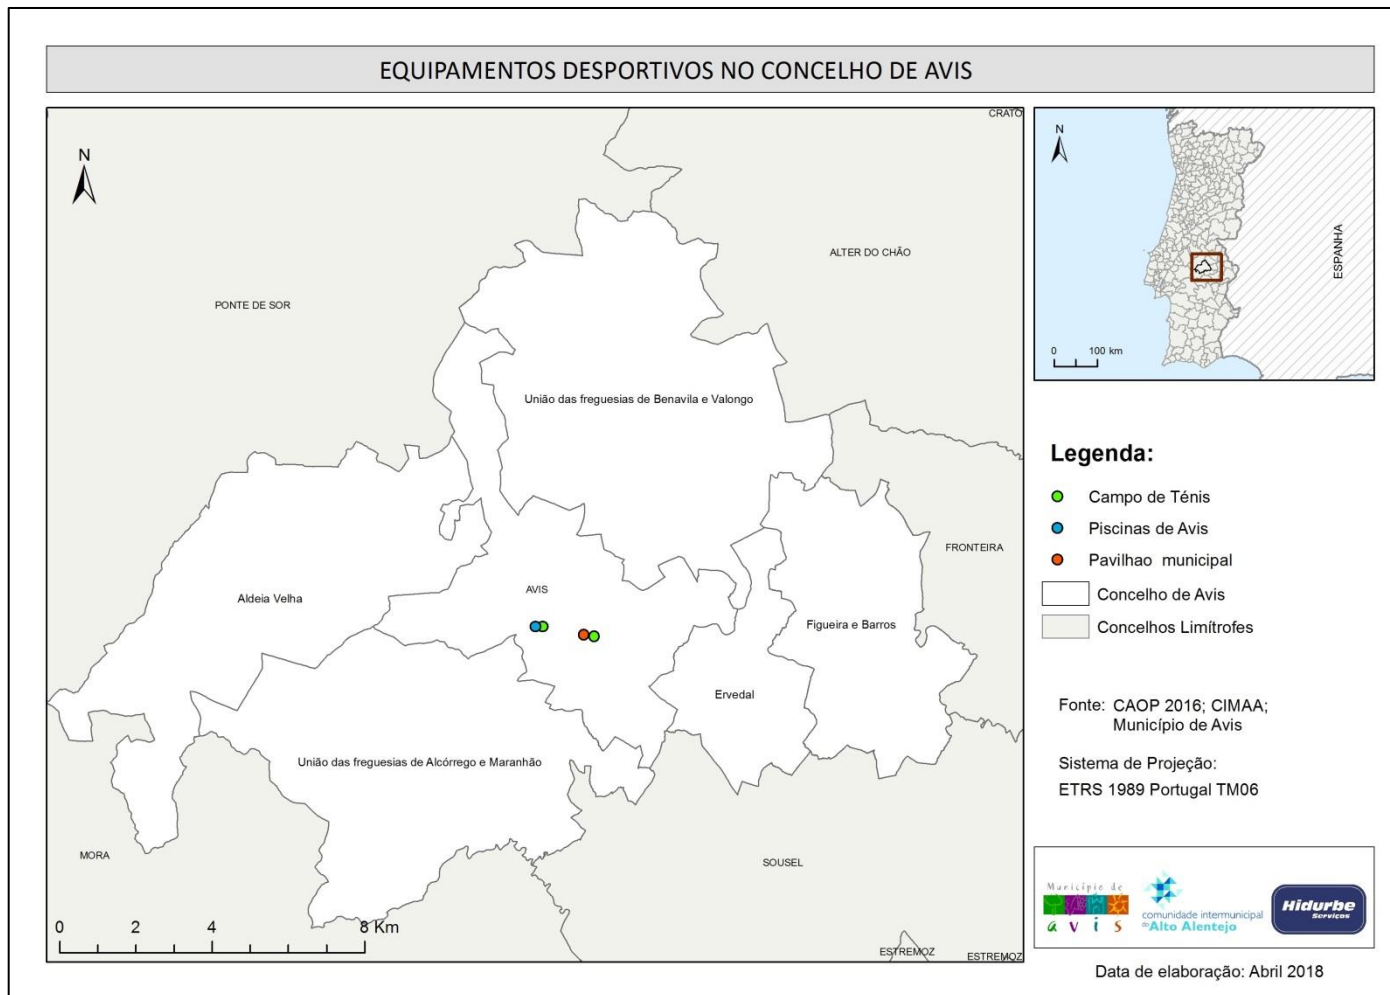 EQUIPAMENTOS DESPORTIVOS NO CONCELHO DE AVIS
CRATO
N
ALTER DO CHÃO
PONTE DE SOR
União das freguesias de Benavila e Valongo
FRONTEIRA
AVIS
Aldeia Velha
Figueira e Barros
Ervedal
União das freguesias de Alcórrego e Maranhão
MORA
SOUSEL
0 2 4 8 Km
ESTREMOZ
ESTREMOZ
N
ESPANHA
0 100 km
Legenda:
Campo de Ténis
Piscinas de Avis
Pavilhao municipal
Concelho de Avis
Concelhos Limítrofes
Fonte: CAOP 2016; CIMAA;
Município de Avis
Sistema de Projeção:
ETRS 1989 Portugal TM06
Município de
avis
comunidade intermunicipal
do Alto Alentejo
Hidurbe
Serviços
Data de elaboração: Abril 2018